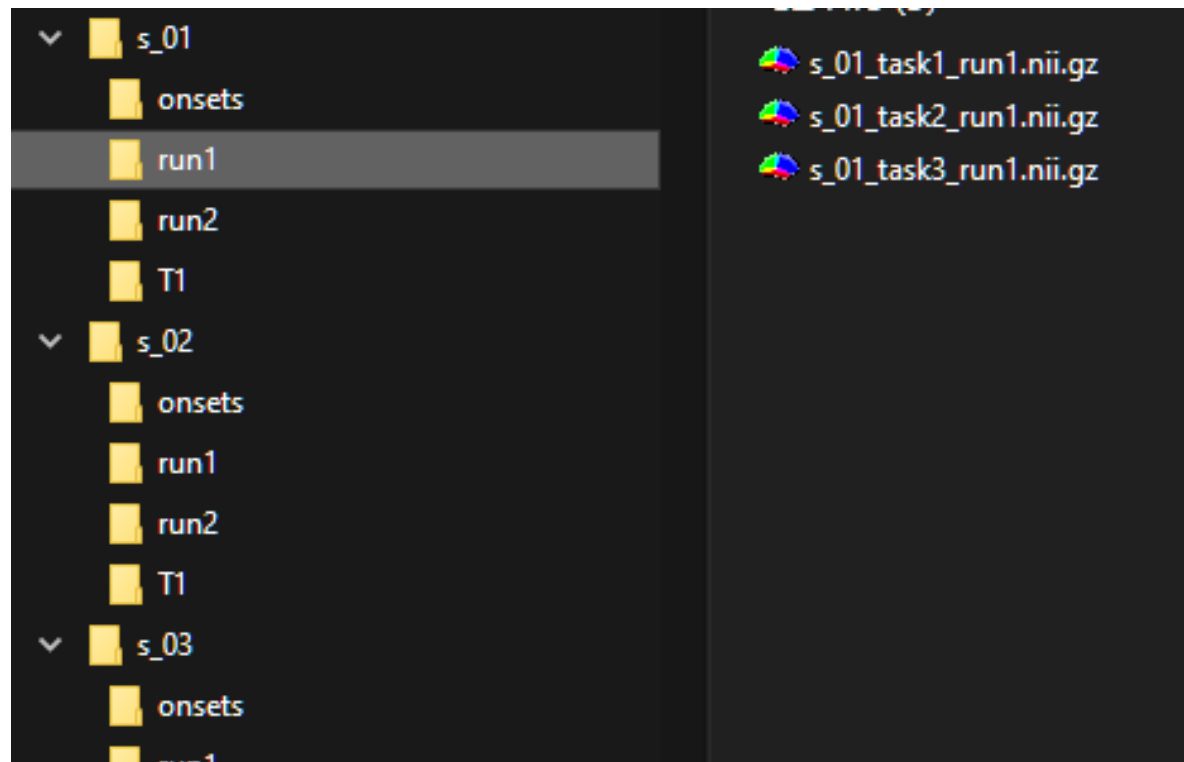 s_01
onsets
run1
run2
T1
s_02
onsets
run1
run2
T1
s_03
onsets
s_01_task1_run1.nii.gz
s_01_task2_run1.nii.gz
s_01_task3_run1.nii.gz